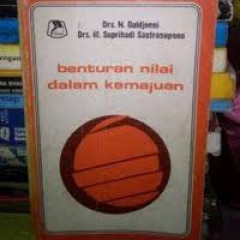 Drs. N. Daldjoeni
Drs. M. Suprihadi Sastrosupono
benturan nilai
dalam kemajuan